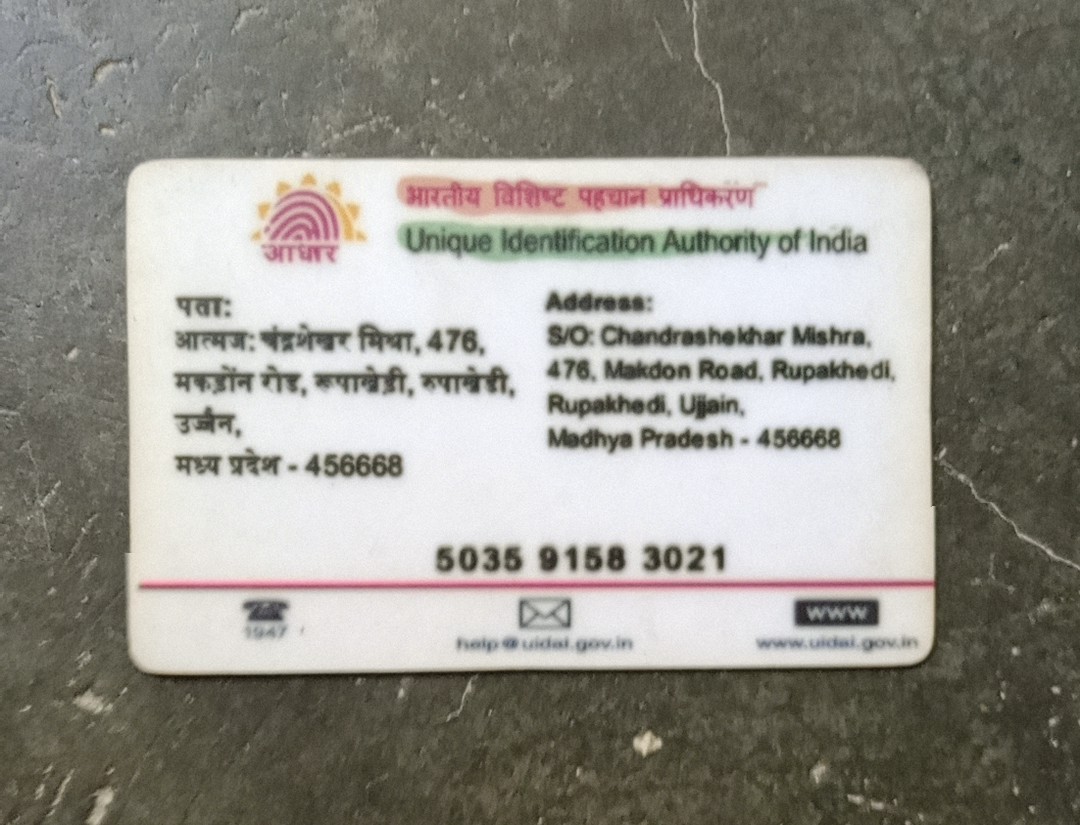 भारतीय विशिष्ट पहचान प्राधिकरण
आधार
Unique Identification Authority of India
पता:
आत्मज: चंद्रशेखर मिश्रा, 476,
मकड़ोंन रोड, रूपाखेड़ी, रुपाखेडी,
उज्जैन,
मध्य प्रदेश - 456668
Address:
S/O: Chandrashekhar Mishra,
476, Makdon Road, Rupakhedi,
Rupakhedi, Ujjain,
Madhya Pradesh - 456668
5035 9158 3021
1947
help@uidai.gov.in
WWW
www.uidai.gov.in